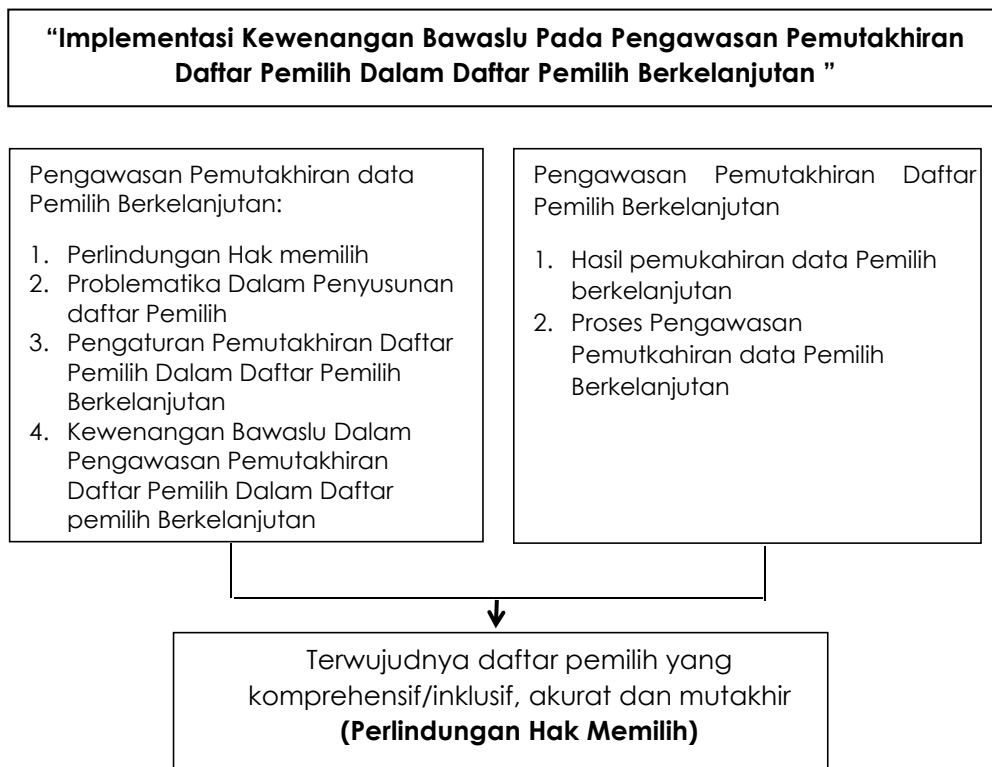 “Implementasi Kewenangan Bawaslu Pada Pengawasan Pemutakhiran
Daftar Pemilih Dalam Daftar Pemilih Berkelanjutan ”
Pengawasan Pemutakhiran data
Pemilih Berkelanjutan:
1. Perlindungan Hak memilih
2. Problematika Dalam Penyusunan
daftar Pemilih
3. Pengaturan Pemutakhiran Daftar
Pemilih Dalam Daftar Pemilih
Berkelanjutan
4. Kewenangan Bawaslu Dalam
Pengawasan Pemutakhiran
Daftar Pemilih Dalam Daftar
pemilih Berkelanjutan
Pengawasan Pemutakhiran Daftar
Pemilih Berkelanjutan
1. Hasil pemukahiran data Pemilih
berkelanjutan
2. Proses Pengawasan
Pemutkahiran data Pemilih
Berkelanjutan
Terwujudnya daftar pemilih yang
komprehensif/inklusif, akurat dan mutakhir
(Perlindungan Hak Memilih)